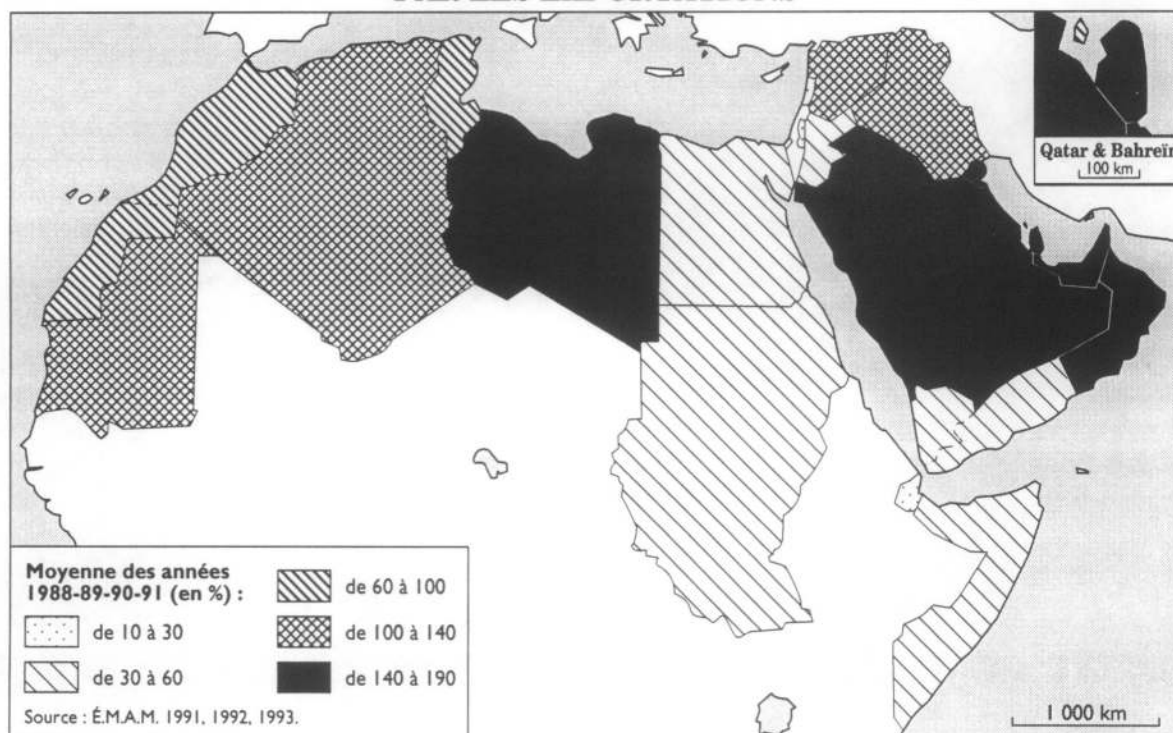 Qatar & Bahreïn
100 km
Moyenne des années
1988-89-90-91 (en %) :
de 10 à 30
de 30 à 60
de 60 à 100
de 100 à 140
de 140 à 190
Source : É.M.A.M. 1991, 1992, 1993.
1 000 km